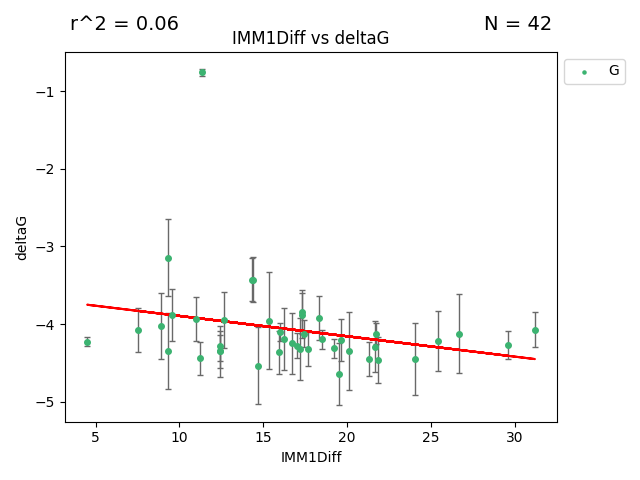 r^2 = 0.06
N = 42
IMM1Diff vs deltaG
G
−1
−2
−3
−4
−5
deltaG
5
10
15
20
25
30
IMM1Diff